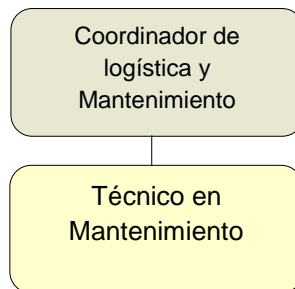 Coordinador de
logística y
Mantenimiento
Técnico en
Mantenimiento